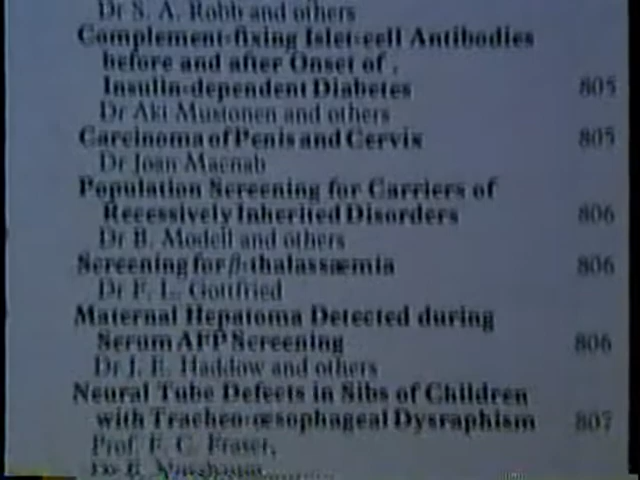 Dr S. A. Robb and others
Complement-fixing Islet-cell Antibodies
before and after Onset of
Insulin-dependent Diabetes 805
Dr Aki Mustonen and others
Carcinoma of Penis and Cervix 805
Dr Joan Macnab
Population Screening for Carriers of
Recessively Inherited Disorders 806
Dr B. Modell and others
Screening for β-thalassæmia 806
Dr F. L. Gottfried
Maternal Hepatoma Detected during
Serum AFP Screening 806
Dr J. E. Haddow and others
Neural Tube Defects in Sibs of Children
with Tracheo-œsophageal Dysraphism 807
Prof. F. C. Fraser,